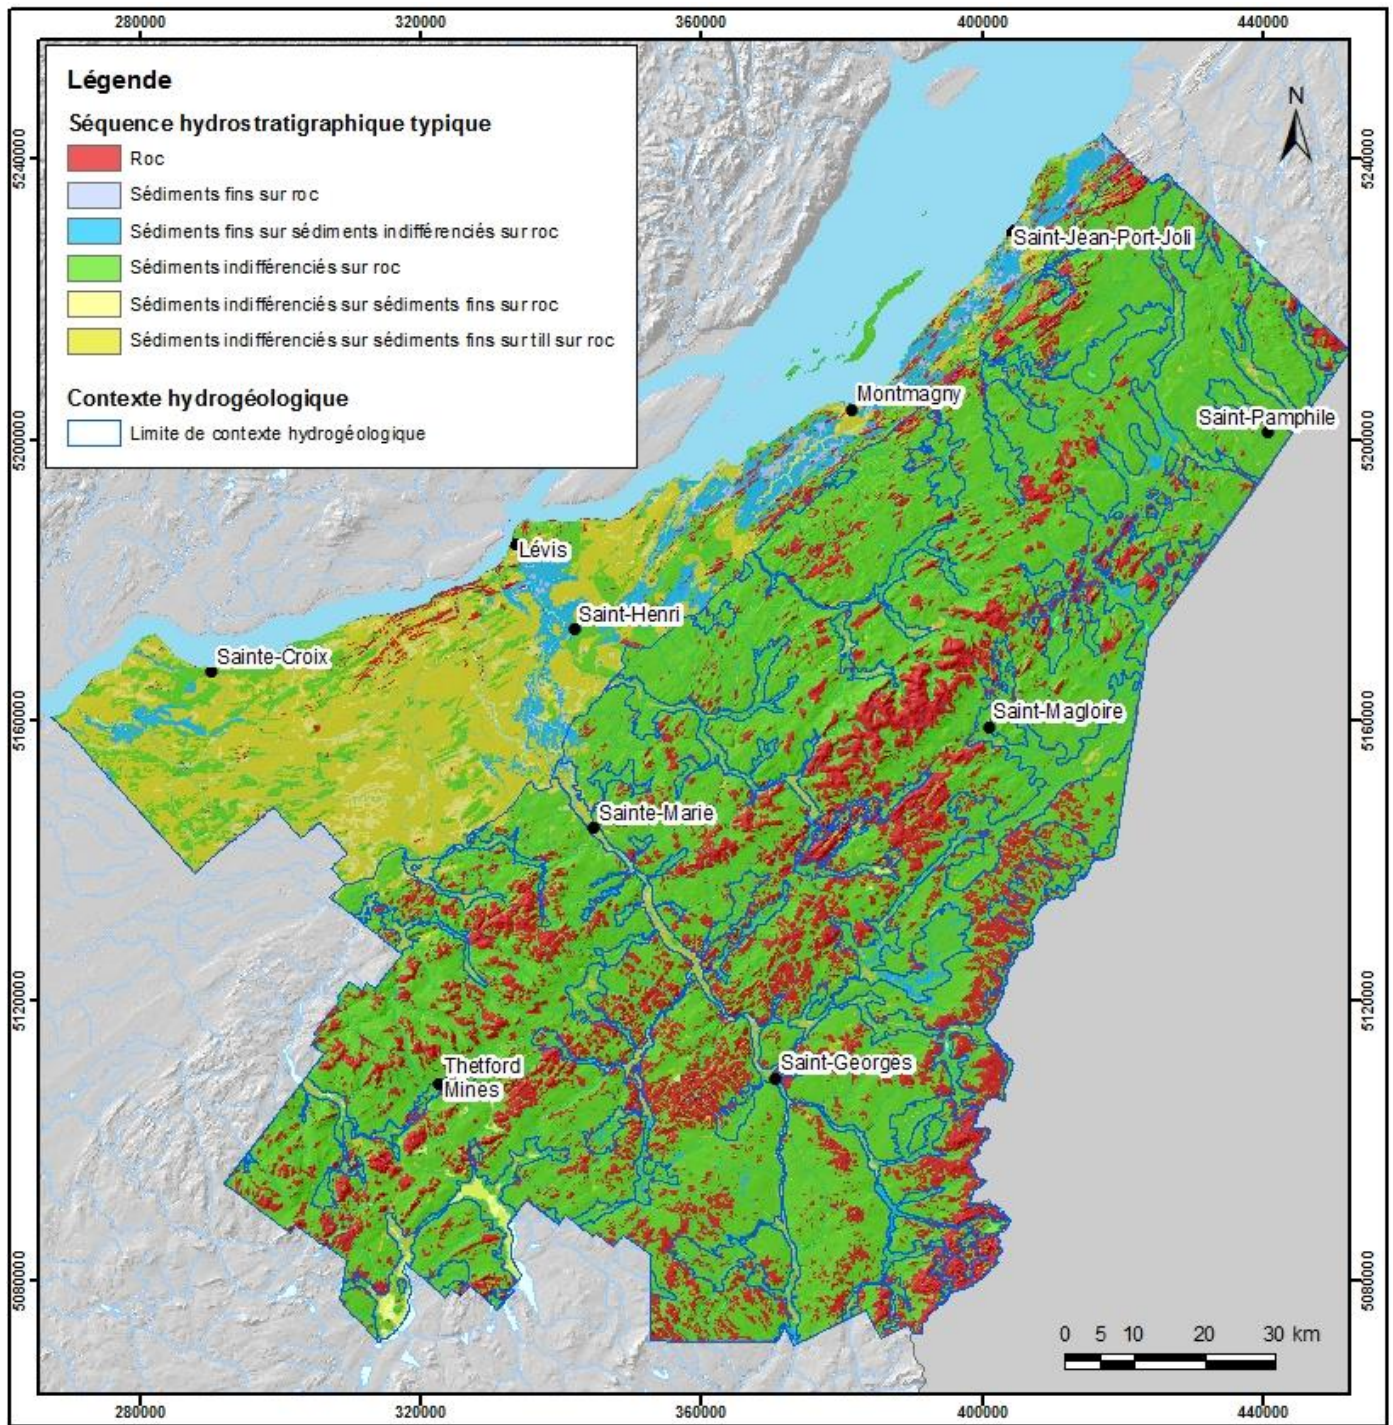 280000 320000 360000 400000 440000
Légende
Séquence hydrostratigraphique typique
Roc
Sédiments fins sur roc
Sédiments fins sur sédiments indifférenciés sur roc
Sédiments indifférenciés sur roc
Sédiments indifférenciés sur sédiments fins sur roc
Sédiments indifférenciés sur sédiments fins sur till sur roc
Contexte hydrogéologique
Limite de contexte hydrogéologique
N
5240000 5240000
Saint-Jean-Port-Joli
Montmagny
Saint-Pamphile
5200000 5200000
Lévis
Saint-Henri
Sainte-Croix
5160000 5160000
Saint-Magloire
Sainte-Marie
5120000 5120000
Saint-Georges
Thetford
Mines
5080000 5080000
0 5 10 20 30 km
280000 320000 360000 400000 440000